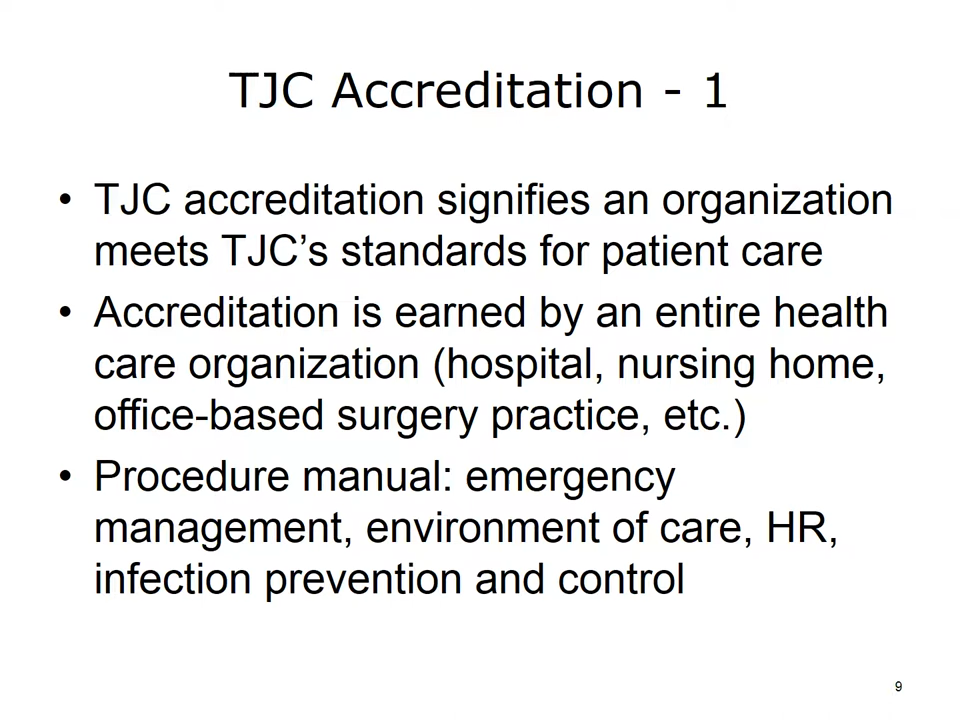 TJC Accreditation - 1
• TJC accreditation signifies an organization
meets TJC’s standards for patient care
• Accreditation is earned by an entire health
care organization (hospital, nursing home,
office-based surgery practice, etc.)
• Procedure manual: emergency
management, environment of care, HR,
infection prevention and control
9